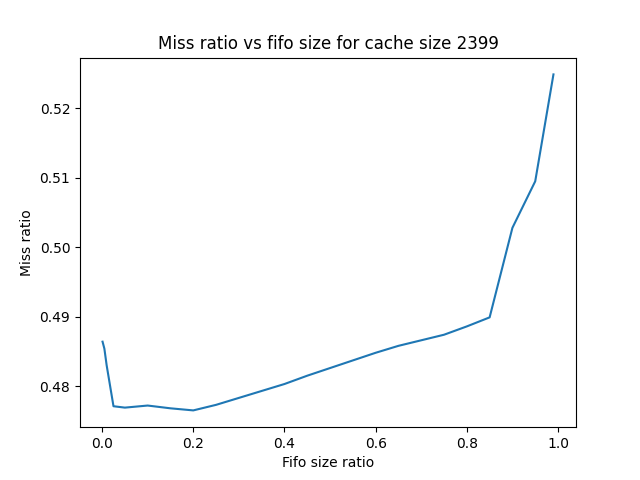 Miss ratio vs fifo size for cache size 2399
0.52
0.51
0.50
0.49
0.48
Miss ratio
0.0 0.2 0.4 0.6 0.8 1.0
Fifo size ratio